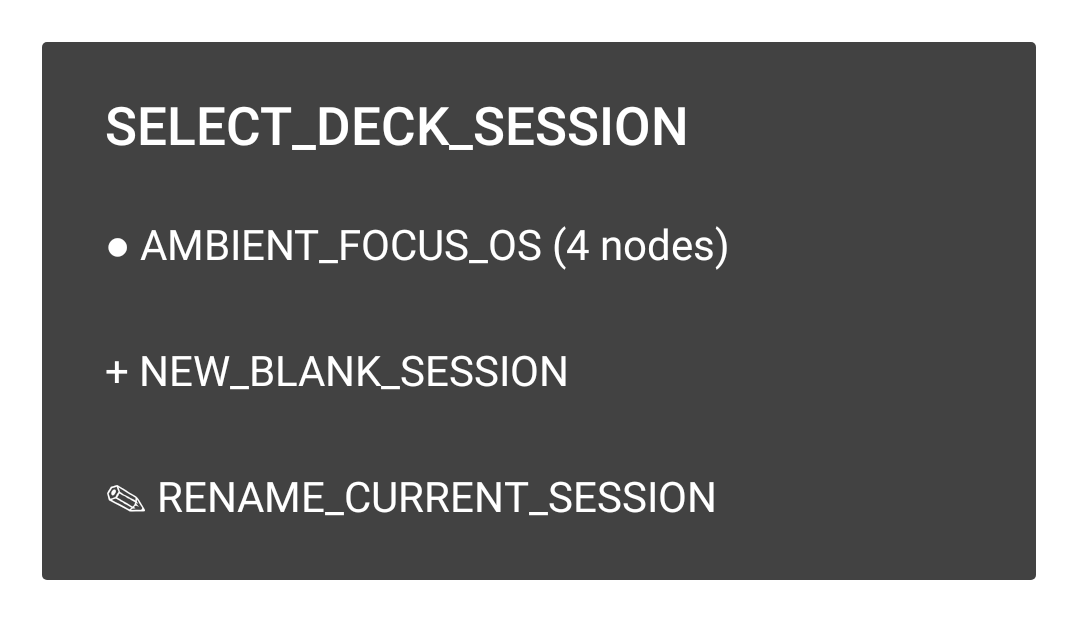 SELECT_DECK_SESSION
● AMBIENT_FOCUS_OS (4 nodes)
+ NEW_BLANK_SESSION
✎ RENAME_CURRENT_SESSION